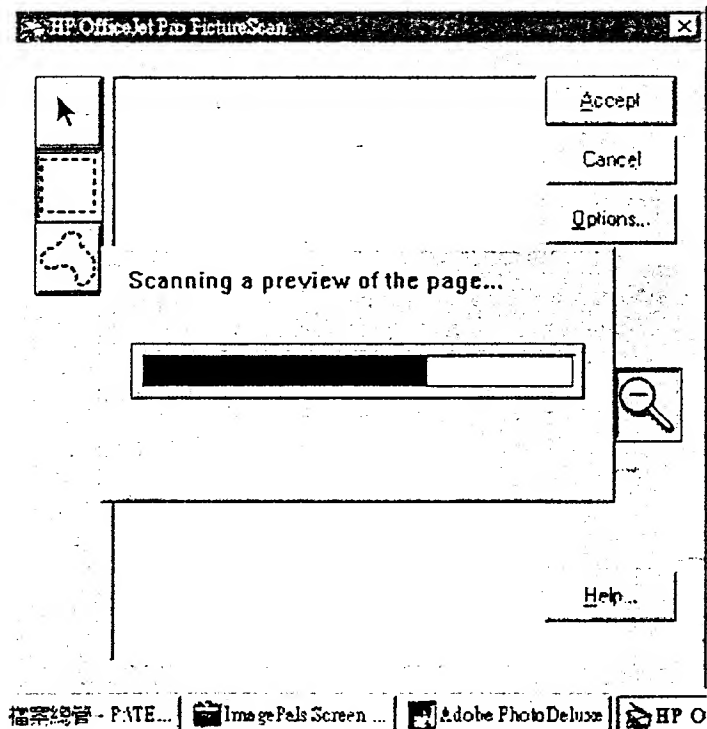 HP OfficeJet Pro PictureScan
Accept
Cancel
Options...
Scanning a preview of the page...
Help...
檔案總管 - P:\TE... ImagePals Screen ... Adobe PhotoDeluxe HP O